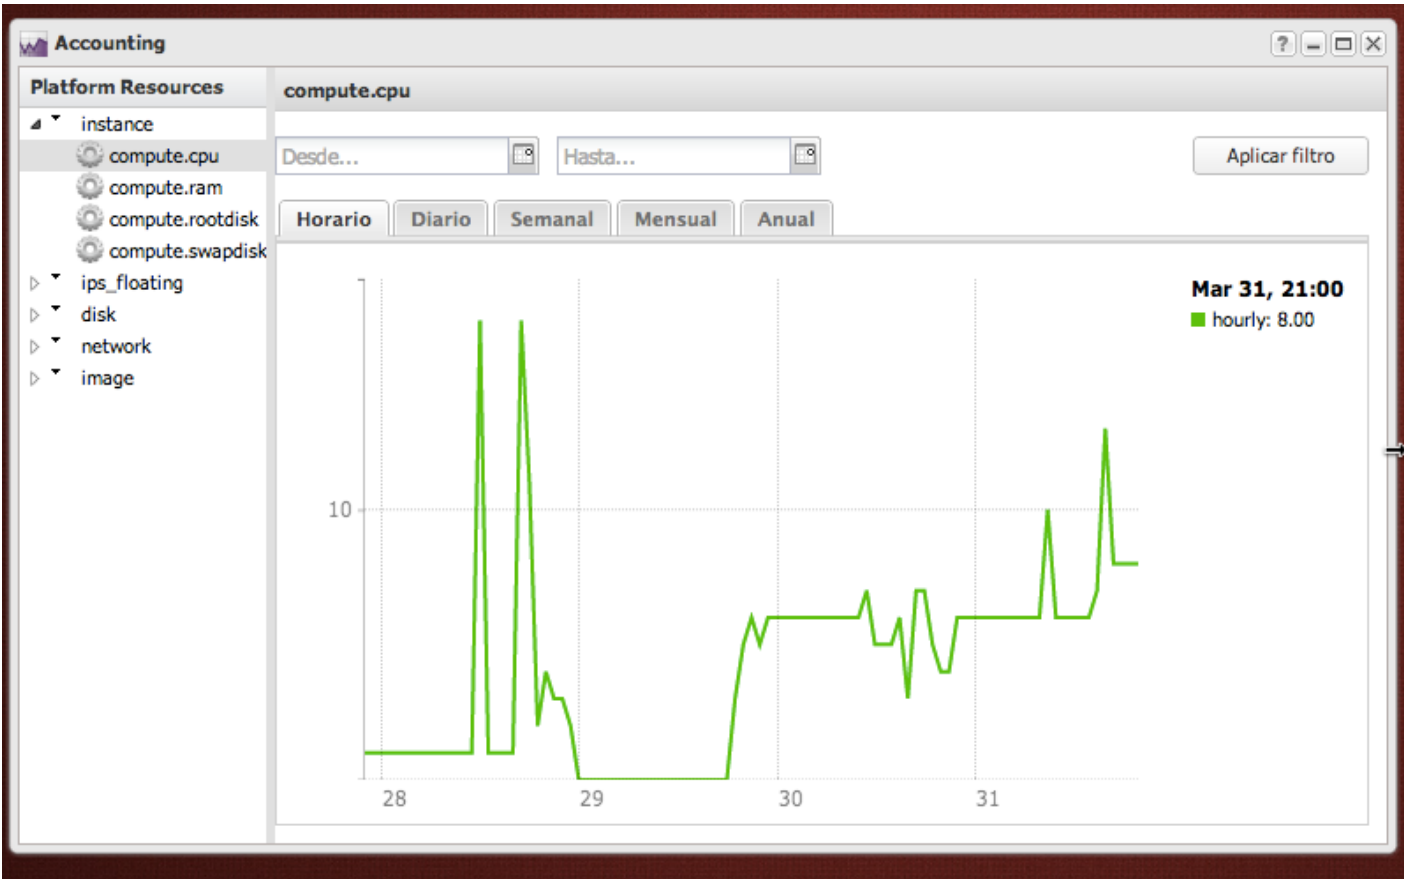 Accounting
?
Platform Resources
compute.cpu
instance
compute.cpu
compute.ram
compute.rootdisk
compute.swapdisk
ips_floating
disk
network
image
Desde...
Hasta...
Aplicar filtro
Horario Diario Semanal Mensual Anual
Mar 31, 21:00
hourly: 8.00
10
28 29 30 31